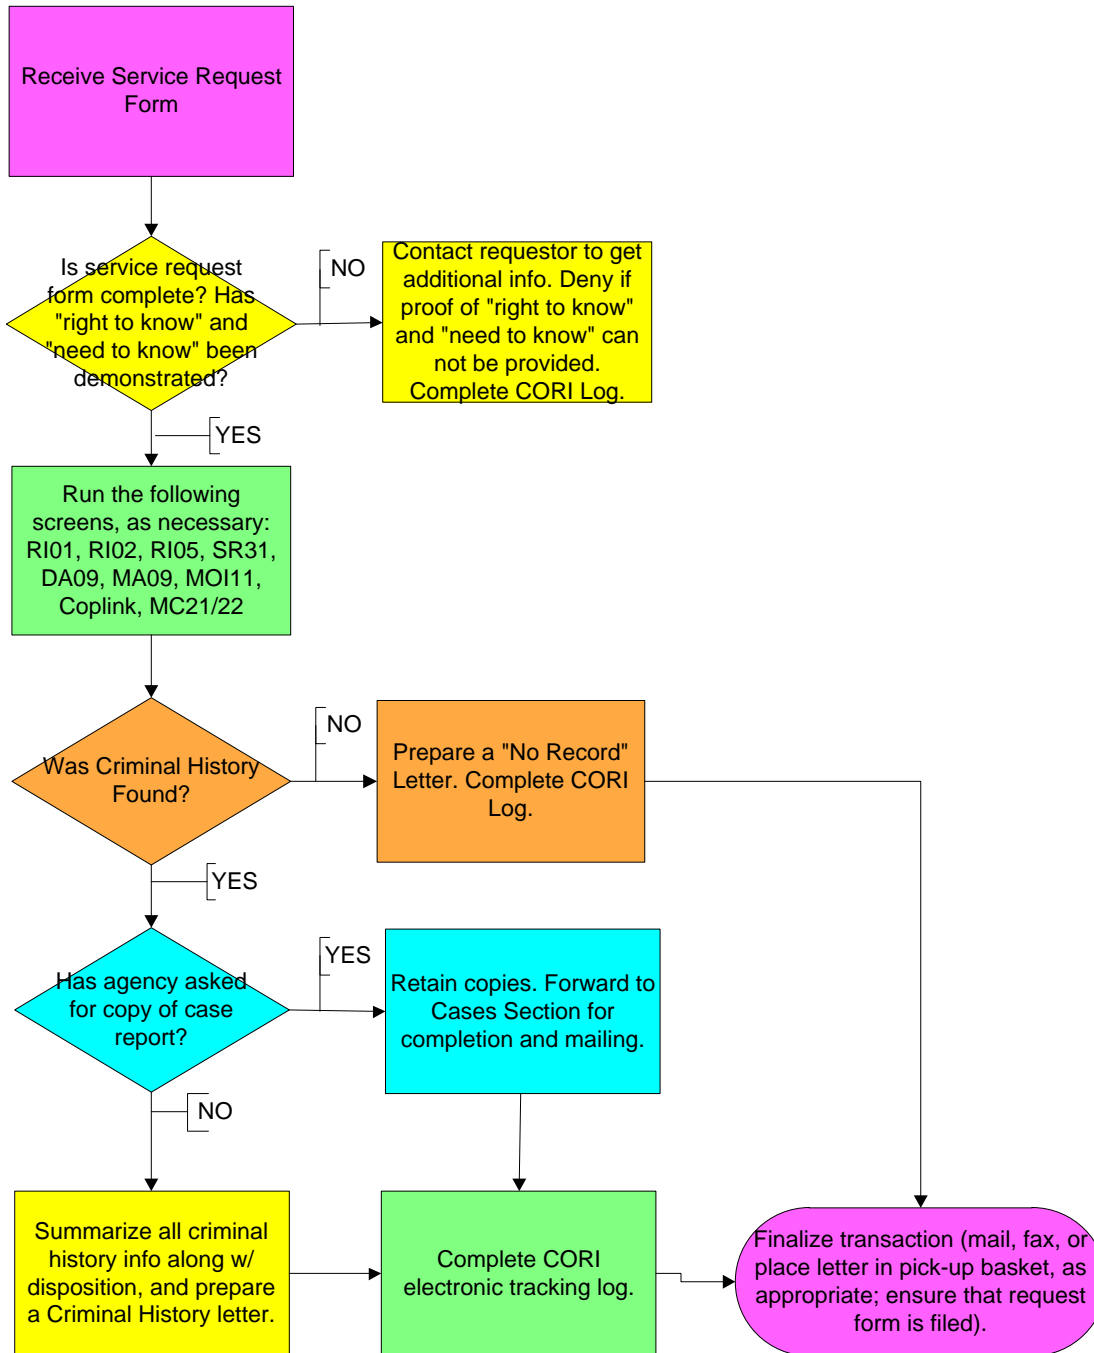 Receive Service Request
Form
Is service request
form complete? Has
"right to know" and
"need to know" been
demonstrated?
NO
Contact requestor to get
additional info. Deny if
proof of "right to know"
and "need to know" can
not be provided.
Complete CORI Log.
YES
Run the following
screens, as necessary:
RI01, RI02, RI05, SR31,
DA09, MA09, MOI11,
Coplink, MC21/22
Was Criminal History
Found?
NO
Prepare a "No Record"
Letter. Complete CORI
Log.
YES
Has agency asked
for copy of case
report?
YES
Retain copies. Forward to
Cases Section for
completion and mailing.
NO
Summarize all criminal
history info along w/
disposition, and prepare
a Criminal History letter.
Complete CORI
electronic tracking log.
Finalize transaction (mail, fax, or
place letter in pick-up basket, as
appropriate; ensure that request
form is filed).